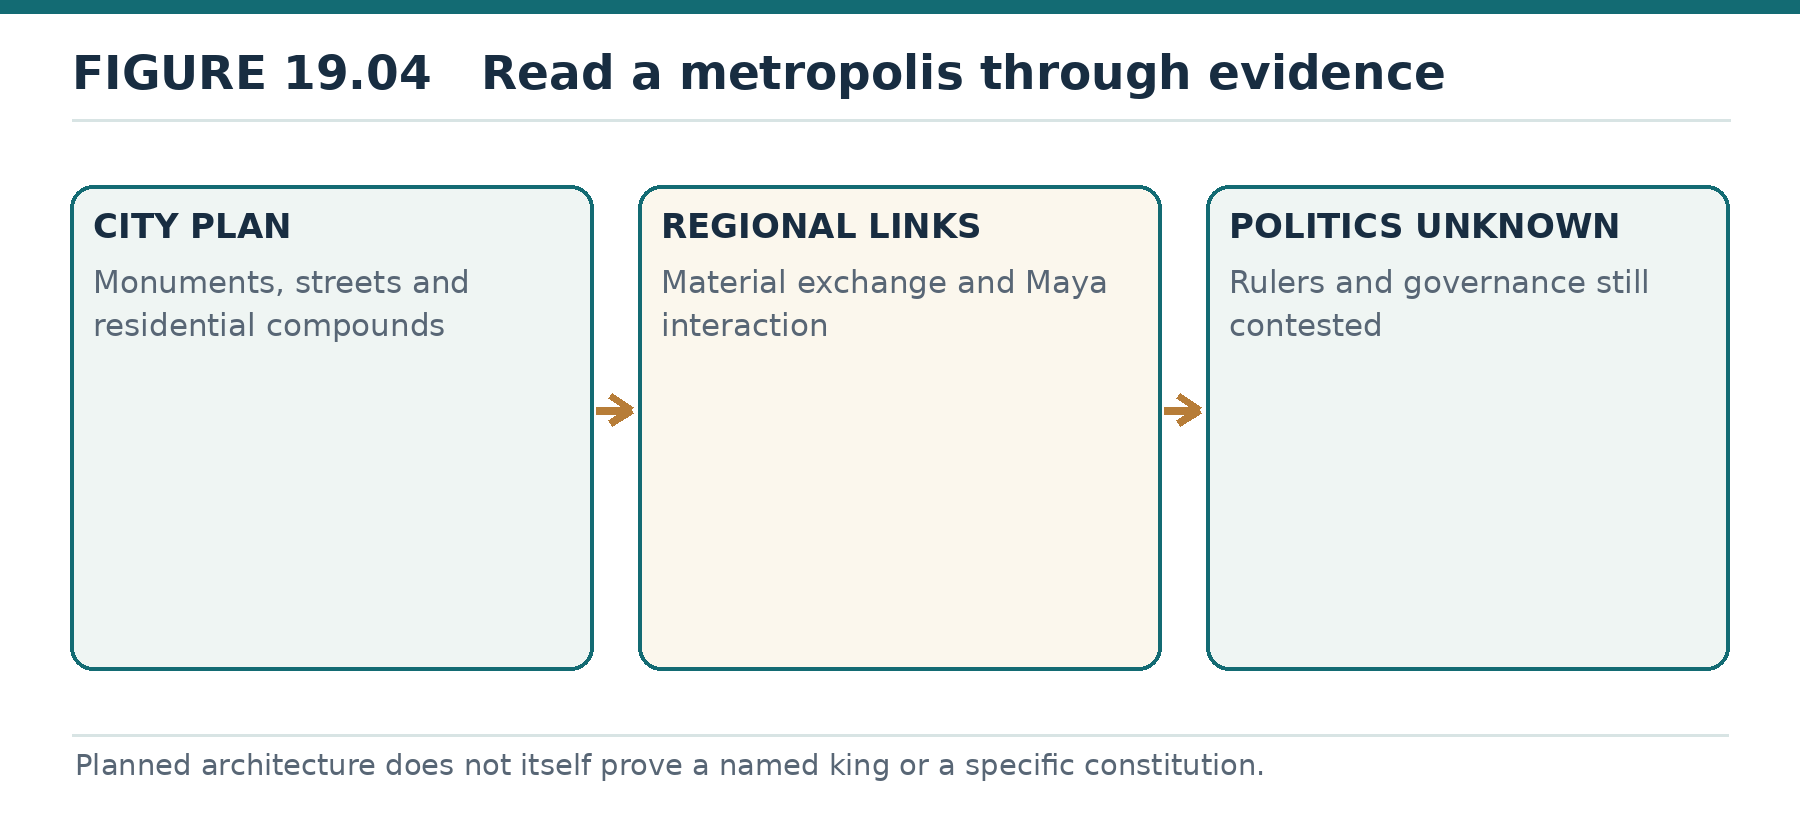 FIGURE 19.04 Read a metropolis through evidence
CITY PLAN
Monuments, streets and
residential compounds
REGIONAL LINKS
Material exchange and Maya
interaction
POLITICS UNKNOWN
Rulers and governance still
contested
Planned architecture does not itself prove a named king or a specific constitution.